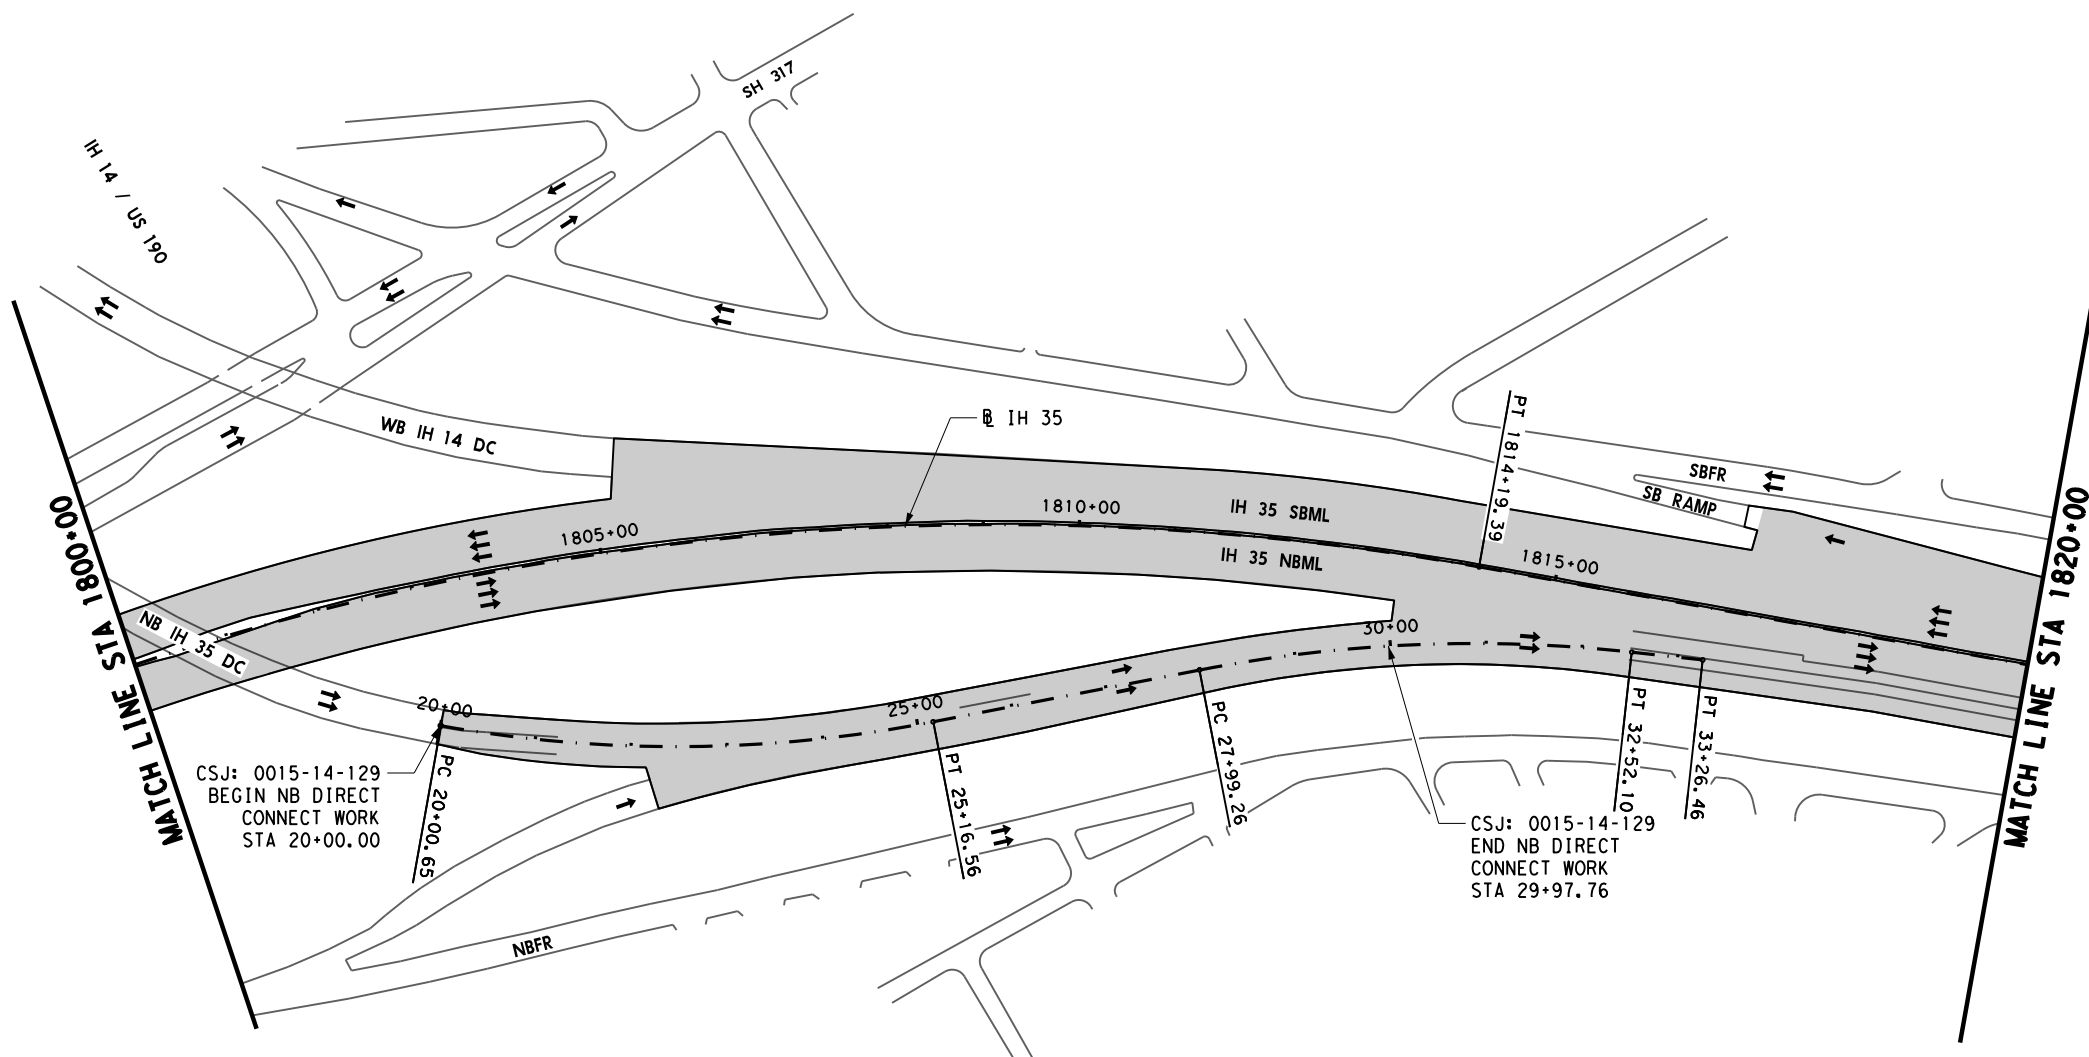 SH 317
IH 14 / US 190
WB IH 14 DC
BL IH 35
PT 1814+19.39
SBFR
SB RAMP
MATCH LINE STA 1800+00
1805+00
1810+00
IH 35 SBML
IH 35 NBML
1815+00
MATCH LINE STA 1820+00
NB IH 35 DC
20+00
25+00
30+00
CSJ: 0015-14-129
BEGIN NB DIRECT
CONNECT WORK
STA 20+00.00
PC 20+00.65
PT 25+16.56
PC 27+99.26
PT 32+52.10
PT 33+26.46
CSJ: 0015-14-129
END NB DIRECT
CONNECT WORK
STA 29+97.76
NBFR